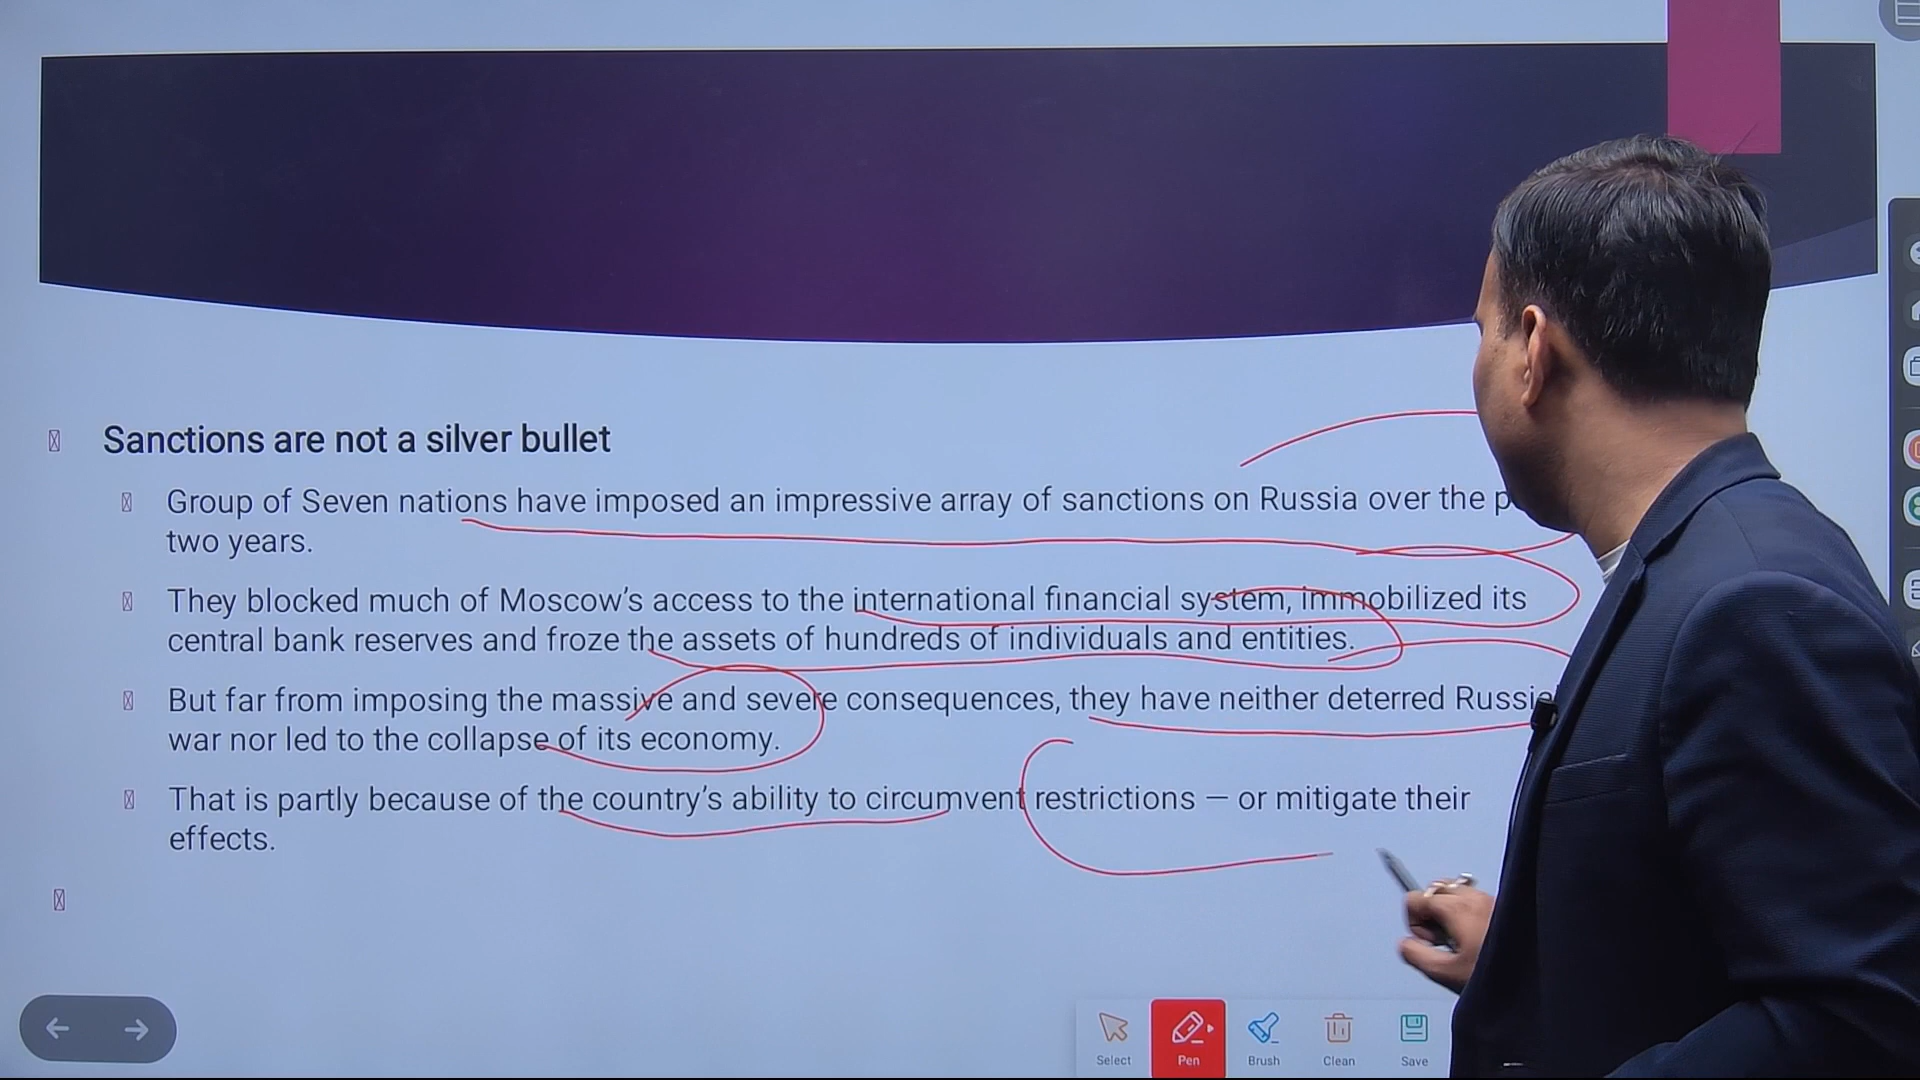 Sanctions are not a silver bullet
Group of Seven nations have imposed an impressive array of sanctions on Russia over the
two years.
They blocked much of Moscow's access to the international financial system, immobilized its
central bank reserves and froze the assets of hundreds of individuals and entities.
But far from imposing the massive and severe consequences, they have neither deterred
war nor led to the collapse of its economy.
That is partly because of the country's ability to circumvent restrictions — or mitigate their
effects.
Select Pen Brush Clean Save